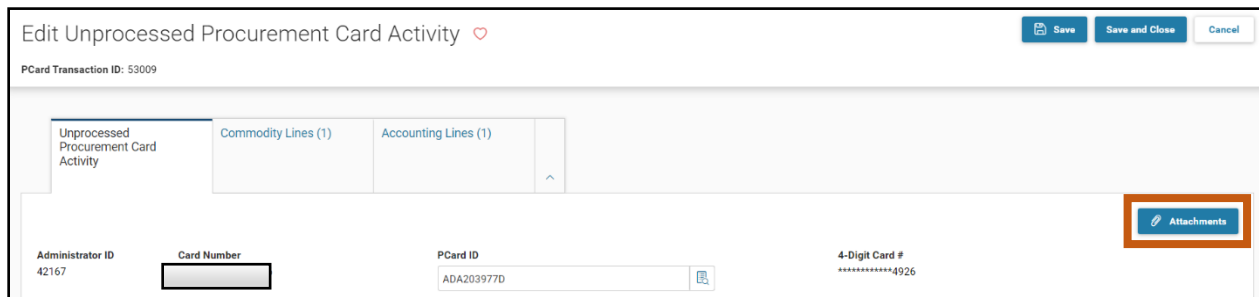 Edit Unprocessed Procurement Card Activity
Save
Save and Close
Cancel
PCard Transaction ID: 53009
Unprocessed
Procurement Card
Activity
Commodity Lines (1)
Accounting Lines (1)
Attachments
Administrator ID
42167
Card Number
PCard ID
ADA203977D
4-Digit Card #
************4926